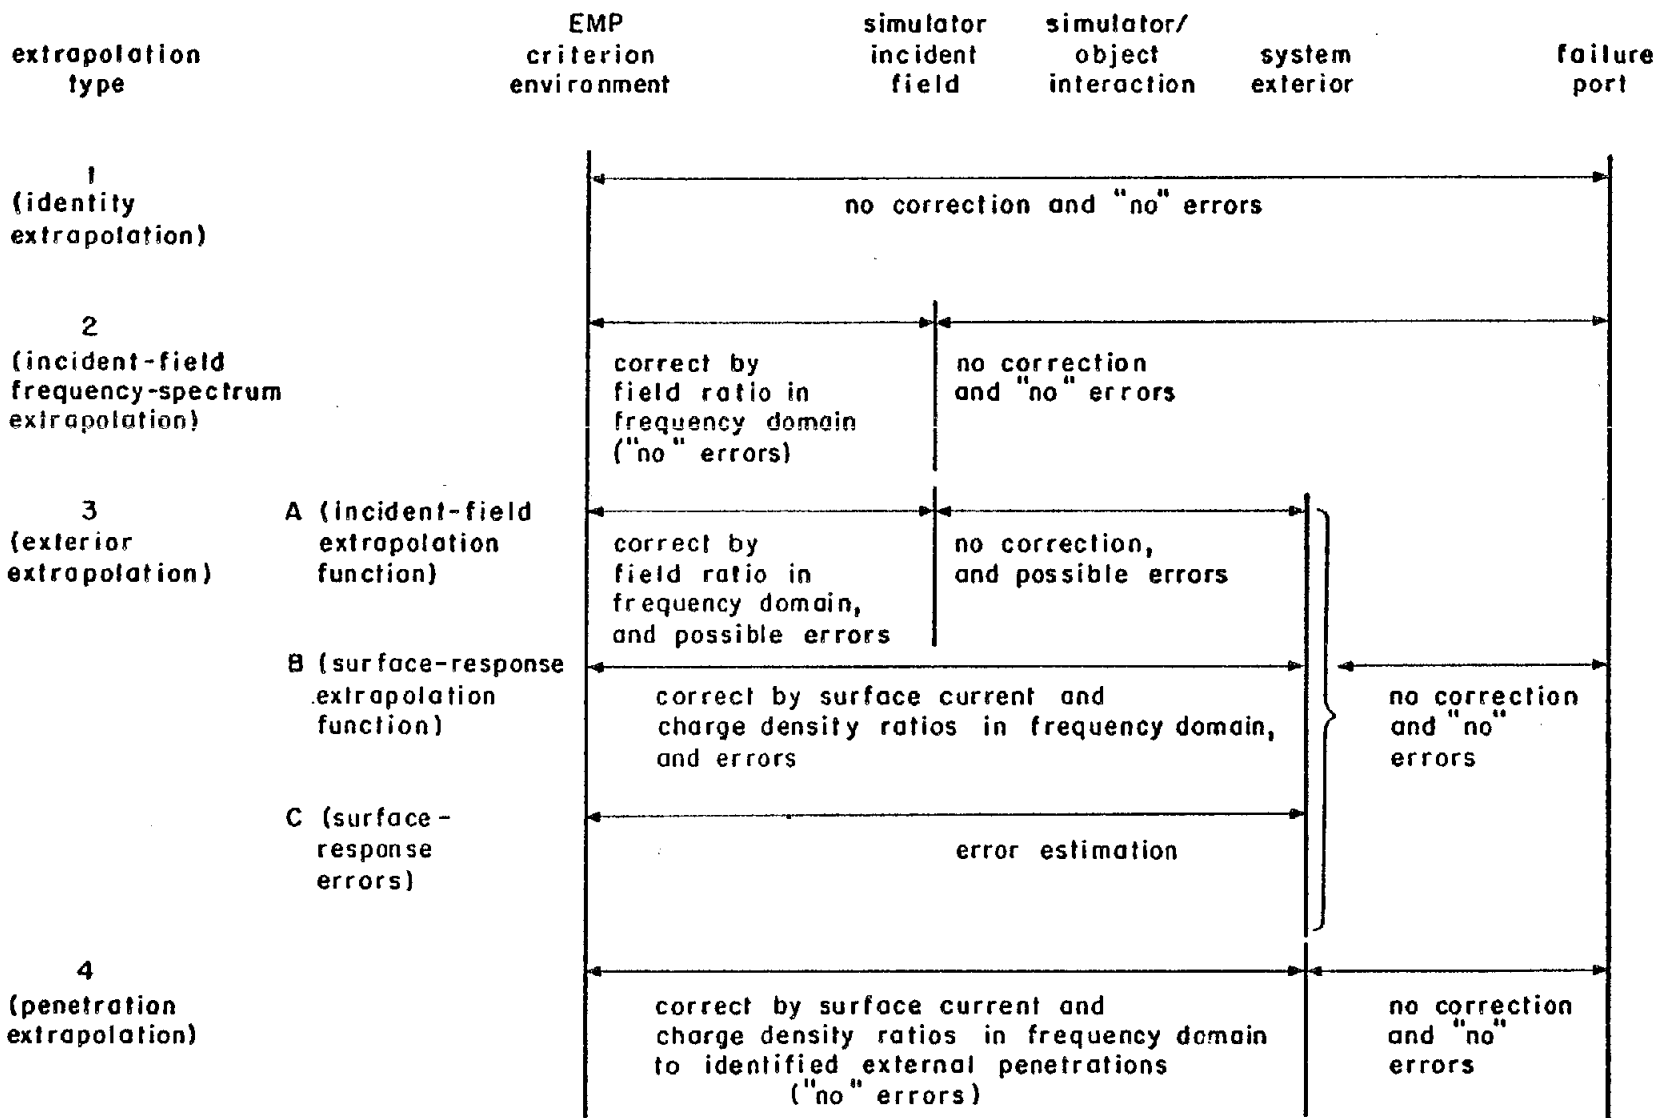 extrapolation
type
EMP
criterion
environment
simulator
incident
field
simulator/
object
interaction
system
exterior
failure
port
1
(identity
extrapolation)
no correction and "no" errors
2
(incident-field
frequency-spectrum
extrapolation)
correct by
field ratio in
frequency domain
("no" errors)
no correction
and "no" errors
3
(exterior
extrapolation)
A (incident-field
extrapolation
function)
correct by
field ratio in
frequency domain,
and possible errors
no correction,
and possible errors
B (surface-response
extrapolation
function)
correct by surface current and
charge density ratios in frequency domain,
and errors
no correction
and "no"
errors
C (surface-
response
errors)
error estimation
4
(penetration
extrapolation)
correct by surface current and
charge density ratios in frequency domain
to identified external penetrations
("no" errors)
no correction
and "no"
errors